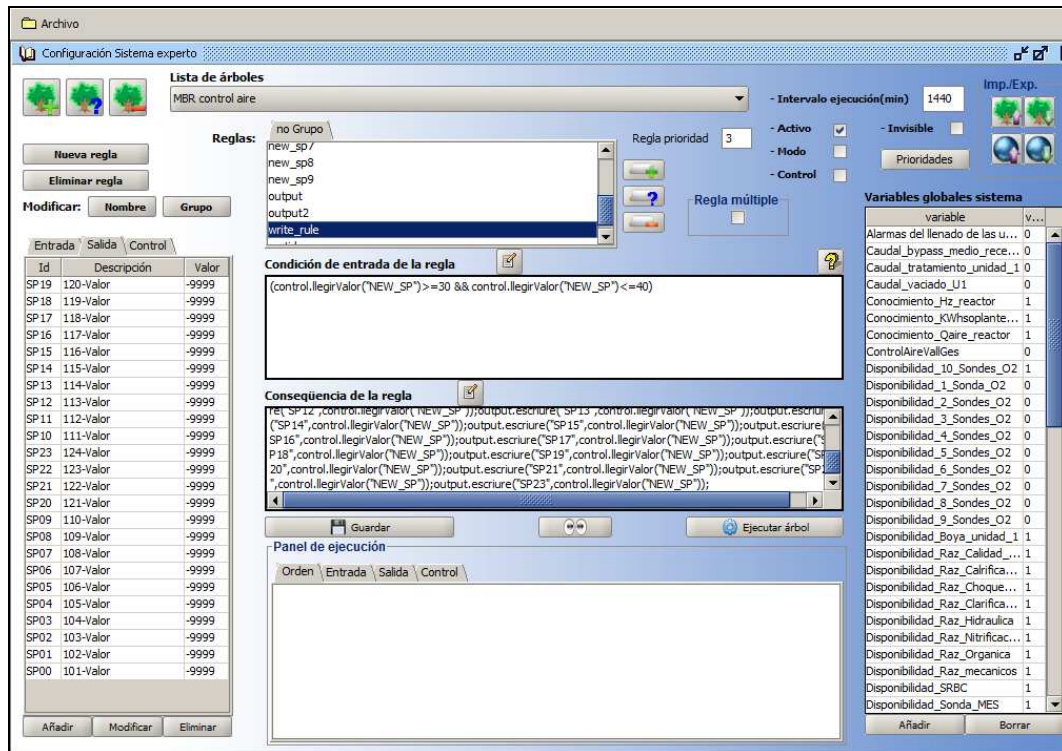 Archivo
Configuración Sistema experto
Lista de árboles
MBR control aire
- Intervalo ejecución(min) 1440
Imp./Exp.
Reglas:
no Grupo
new_sp7
new_sp8
new_sp9
output
output2
write_rule
Regla prioridad 3
- Activo
- Modo
- Control
- Invisible
Prioridades
Regla múltiple
Nueva regla
Eliminar regla
Modificar: Nombre Grupo
Entrada Salida Control
Id Descripción Valor
SP19 120-Valor -9999
SP18 119-Valor -9999
SP17 118-Valor -9999
SP16 117-Valor -9999
SP15 116-Valor -9999
SP14 115-Valor -9999
SP13 114-Valor -9999
SP12 113-Valor -9999
SP11 112-Valor -9999
SP10 111-Valor -9999
SP23 124-Valor -9999
SP22 123-Valor -9999
SP21 122-Valor -9999
SP20 121-Valor -9999
SP09 110-Valor -9999
SP08 109-Valor -9999
SP07 108-Valor -9999
SP06 107-Valor -9999
SP05 106-Valor -9999
SP04 105-Valor -9999
SP03 104-Valor -9999
SP02 103-Valor -9999
SP01 102-Valor -9999
SP00 101-Valor -9999
Añadir Modificar Eliminar
Condición de entrada de la regla
(control.llegirValor("NEW_SP")>=30 && control.llegirValor("NEW_SP")<=40)
Conseqüencia de la regla
re("SP12",control.llegirValor("NEW_SP"));output.escriure("SP13",control.llegirValor("NEW_SP"));output.escriu
("SP14",control.llegirValor("NEW_SP"));output.escriure("SP15",control.llegirValor("NEW_SP"));output.escriure(
SP16",control.llegirValor("NEW_SP"));output.escriure("SP17",control.llegirValor("NEW_SP"));output.escriure("S
P18",control.llegirValor("NEW_SP"));output.escriure("SP19",control.llegirValor("NEW_SP"));output.escriure("SP
20",control.llegirValor("NEW_SP"));output.escriure("SP21",control.llegirValor("NEW_SP"));output.escriure("SP2
",control.llegirValor("NEW_SP"));output.escriure("SP23",control.llegirValor("NEW_SP"));
Guardar
Ejecutar árbol
Panel de ejecución
Orden Entrada Salida Control
Variables globales sistema
variable v...
Alarmas del llenado de las u... 0
Caudal_bypass_medio_rece... 0
Caudal_tratamiento_unidad_1 0
Caudal_vaciado_U1 0
Conocimiento_Hz_reactor 1
Conocimiento_KWhsoplante... 1
Conocimiento_Qaire_reactor 1
ControlAireVallGes 0
Disponibilidad_10_Sondes_O2 1
Disponibilidad_1_Sonda_O2 0
Disponibilidad_2_Sondes_O2 0
Disponibilidad_3_Sondes_O2 0
Disponibilidad_4_Sondes_O2 0
Disponibilidad_5_Sondes_O2 0
Disponibilidad_6_Sondes_O2 0
Disponibilidad_7_Sondes_O2 0
Disponibilidad_8_Sondes_O2 0
Disponibilidad_9_Sondes_O2 0
Disponibilidad_Boya_unidad_1 1
Disponibilidad_Raz_Calidad_... 1
Disponibilidad_Raz_Calrifica... 1
Disponibilidad_Raz_Choque... 1
Disponibilidad_Raz_Clarifica... 1
Disponibilidad_Raz_Hidraulica 1
Disponibilidad_Raz_Nitrificac... 1
Disponibilidad_Raz_Organica 1
Disponibilidad_Raz_mecanicos 1
Disponibilidad_SRBC 1
Disponibilidad_Sonda_MES 1
Añadir Borrar